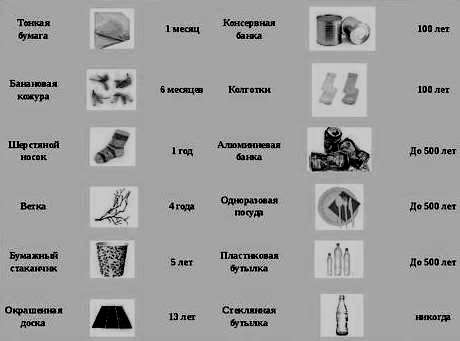 Тонкая
бумага
1 месяц
Консервная
банка
100 лет
Банановая
кожура
6 месяцев
Колготки
100 лет
Шерстяной
носок
1 год
Алюминиевая
банка
До 500 лет
Ветка
4 года
Одноразовая
посуда
До 500 лет
Бумажный
стаканчик
5 лет
Пластиковая
бутылка
До 500 лет
Окрашенная
доска
13 лет
Стеклянная
бутылка
никогда